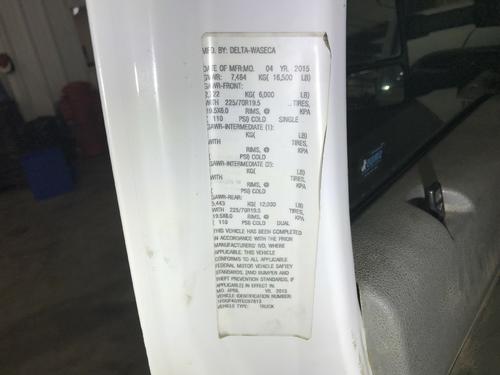 MFG. BY: DELTA-WASECA
DATE OF MFR:MO. 04 YR. 2015
GVWR: 7,484 KG( 16,500 LB)
GAWR-FRONT:
2,722 KG( 6,000 LB)
WITH 225/70R19.5 TIRES,
19.5X6.0 RIMS, @ KPA
( 110 PSI) COLD SINGLE
GAWR-INTERMEDIATE (1):
KG( LB)
WITH TIRES,
RIMS, @ KPA
( PSI) COLD
GAWR-INTERMEDIATE (2):
KG( LB)
WITH TIRES,
RIMS, @ KPA
( PSI) COLD
GAWR-REAR:
5,443 KG( 12,000 LB)
WITH 225/70R19.5 TIRES,
19.5X6.0 RIMS, @ KPA
( 110 PSI) COLD DUAL
THIS VEHICLE HAS BEEN COMPLETED
IN ACCORDANCE WITH THE PRIOR
MANUFACTURERS' IVD, WHERE
APPLICABLE. THIS VEHICLE
CONFORMS TO ALL APPLICABLE
FEDERAL MOTOR VEHICLE SAFTEY
STANDARDS, [AND BUMPER AND
THEFT PREVENTION STANDARDS, IF
APPLICABLE] IN EFFECT IN.
MO. APRIL YR. 2015
VEHICLE IDENTIFICATION NUMBER:
VEHICLE TYPE: TRUCK